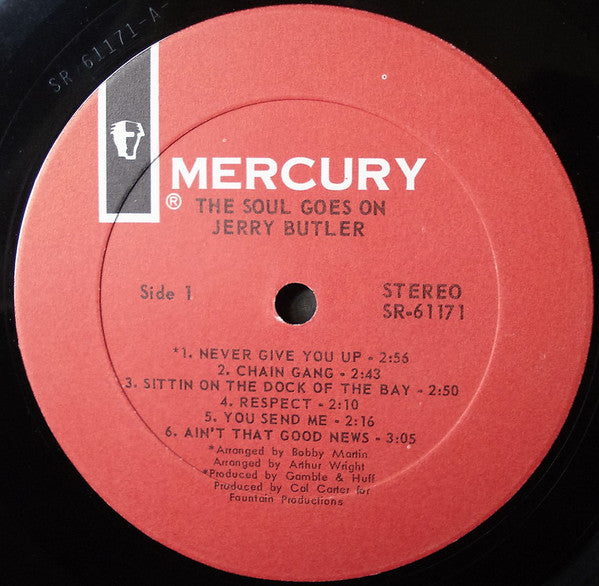 SR 61171-A-
MERCURY
®
THE SOUL GOES ON
JERRY BUTLER
Side 1
STEREO
SR-61171
*1. NEVER GIVE YOU UP - 2:56
2. CHAIN GANG - 2:43
3. SITTIN ON THE DOCK OF THE BAY - 2:50
4. RESPECT - 2:10
5. YOU SEND ME - 2:16
6. AIN'T THAT GOOD NEWS - 3:05
*Arranged by Bobby Martin
Arranged by Arthur Wright
*Produced by Gamble & Huff
Produced by Cal Carter for
Fountain Productions